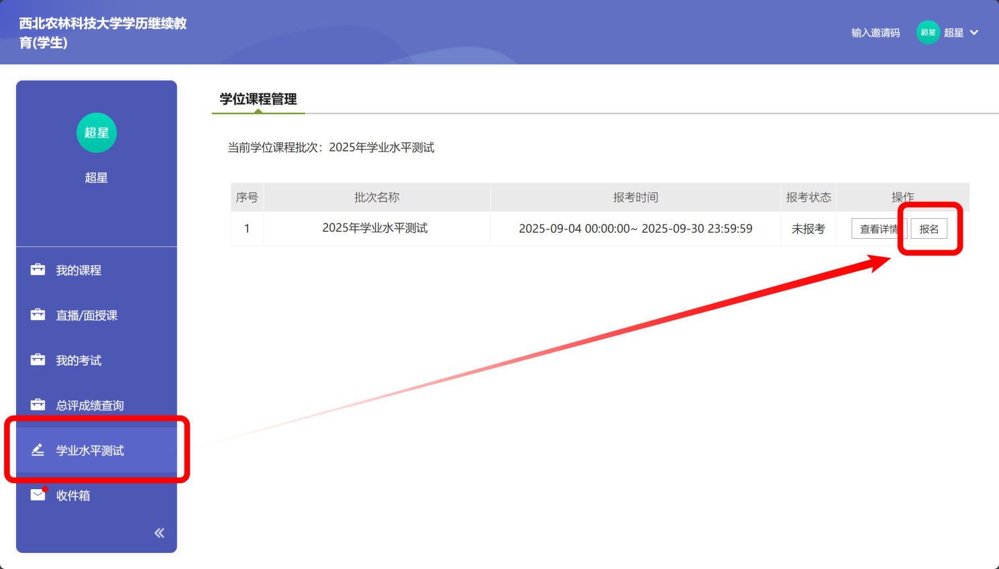 西北农林科技大学学历继续教
育(学生)
输入邀请码
超星
超星
超星
超星
我的课程
直播/面授课
我的考试
总评成绩查询
学业水平测试
收件箱
学位课程管理
当前学位课程批次：2025年学业水平测试
序号 批次名称 报考时间 报考状态 操作
1 2025年学业水平测试 2025-09-04 00:00:00~ 2025-09-30 23:59:59 未报考 查看详情 报名